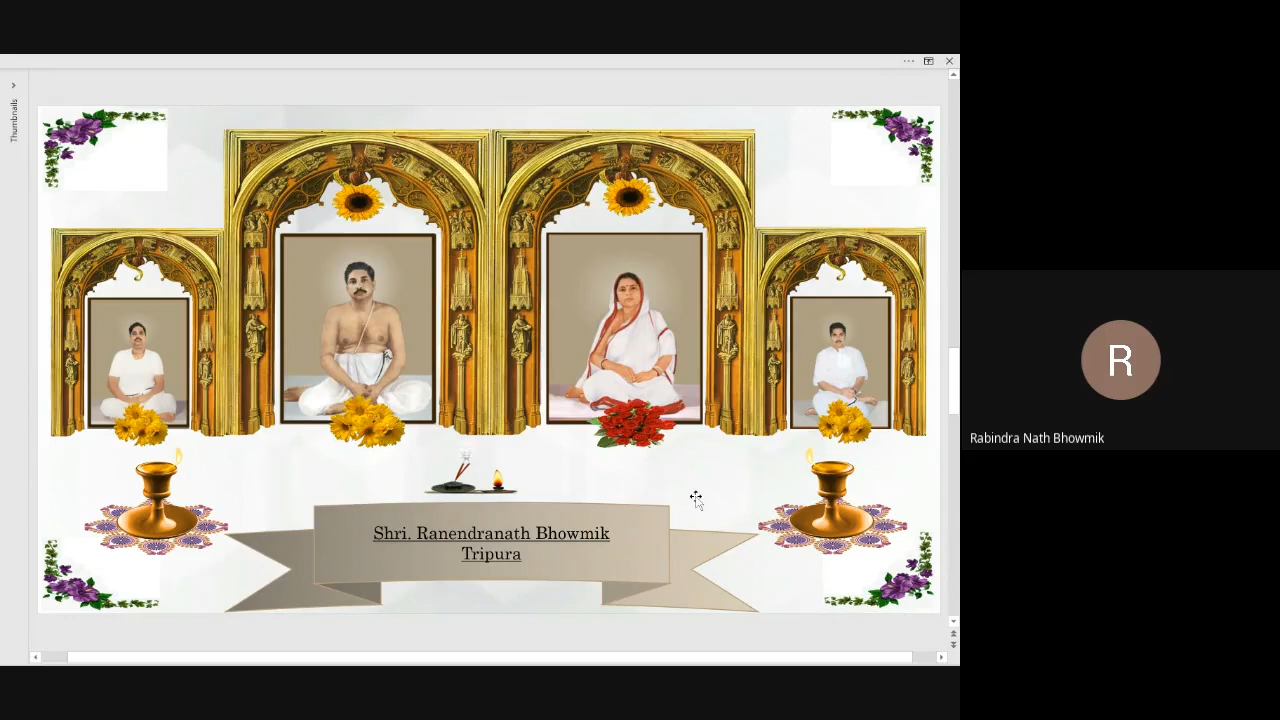 Thumbnails
Shri. Ranendranath Bhowmik
Tripura
R
Rabindra Nath Bhowmik